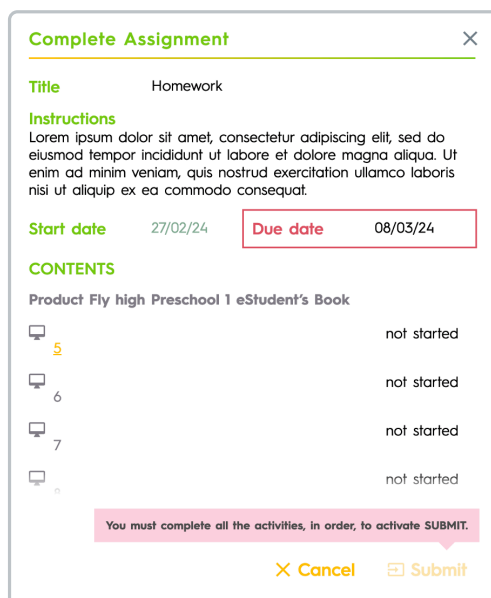 Complete Assignment
Title Homework
Instructions
Lorem ipsum dolor sit amet, consectetur adipiscing elit, sed do
eiusmod tempor incididunt ut labore et dolore magna aliqua. Ut
enim ad minim veniam, quis nostrud exercitation ullamco laboris
nisi ut aliquip ex ea commodo consequat.
Start date 27/02/24 Due date 08/03/24
CONTENTS
Product Fly high Preschool 1 eStudent's Book
not started
5
not started
6
not started
7
not started
You must complete all the activities, in order, to activate SUBMIT.
Cancel Submit